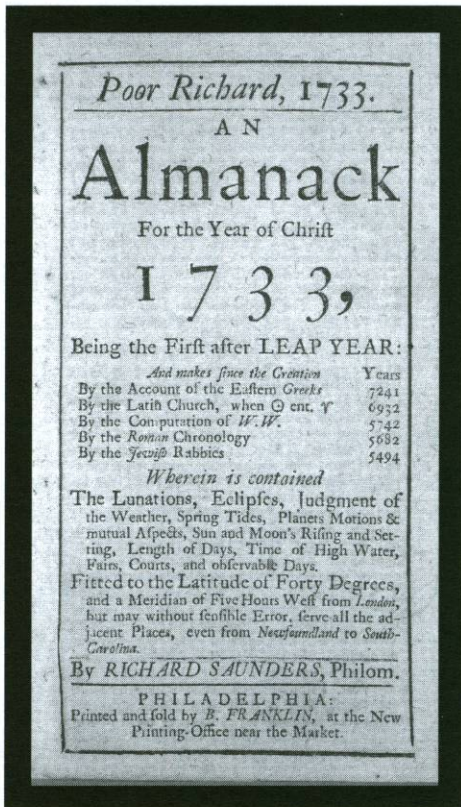 Poor Richard, 1733.
AN
Almanack
For the Year of Chriſt
1733,
Being the Firſt after LEAP YEAR:
And makes ſince the Creation Years
By the Account of the Eaſtern Greeks 7241
By the Latin Church, when ☉ ent. ♈ 6932
By the Computation of W.W. 5742
By the Roman Chronology 5682
By the Jewiſh Rabbies 5494
Wherein is contained
The Lunations, Eclipſes, Judgment of
the Weather, Spring Tides, Planets Motions &
mutual Aſpects, Sun and Moon's Riſing and Set-
ting, Length of Days, Time of High Water,
Fairs, Courts, and obſervable Days.
Fitted to the Latitude of Forty Degrees,
and a Meridian of Five Hours Weſt from London,
but may without ſenſible Error, ſerve all the ad-
jacent Places, even from Newfoundland to South-
Carolina.
By RICHARD SAUNDERS, Philom.
PHILADELPHIA:
Printed and ſold by B. FRANKLIN, at the New
Printing-Office near the Market.